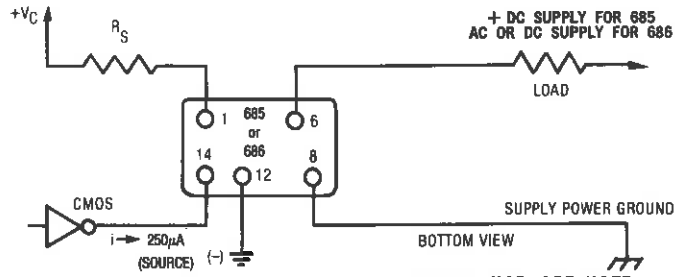 +VC
RS
+ DC SUPPLY FOR 685
AC OR DC SUPPLY FOR 686
LOAD
1
685
or
686
6
14
12
8
CMOS
i→ 250μA
(SOURCE)
(-)
BOTTOM VIEW
SUPPLY POWER GROUND